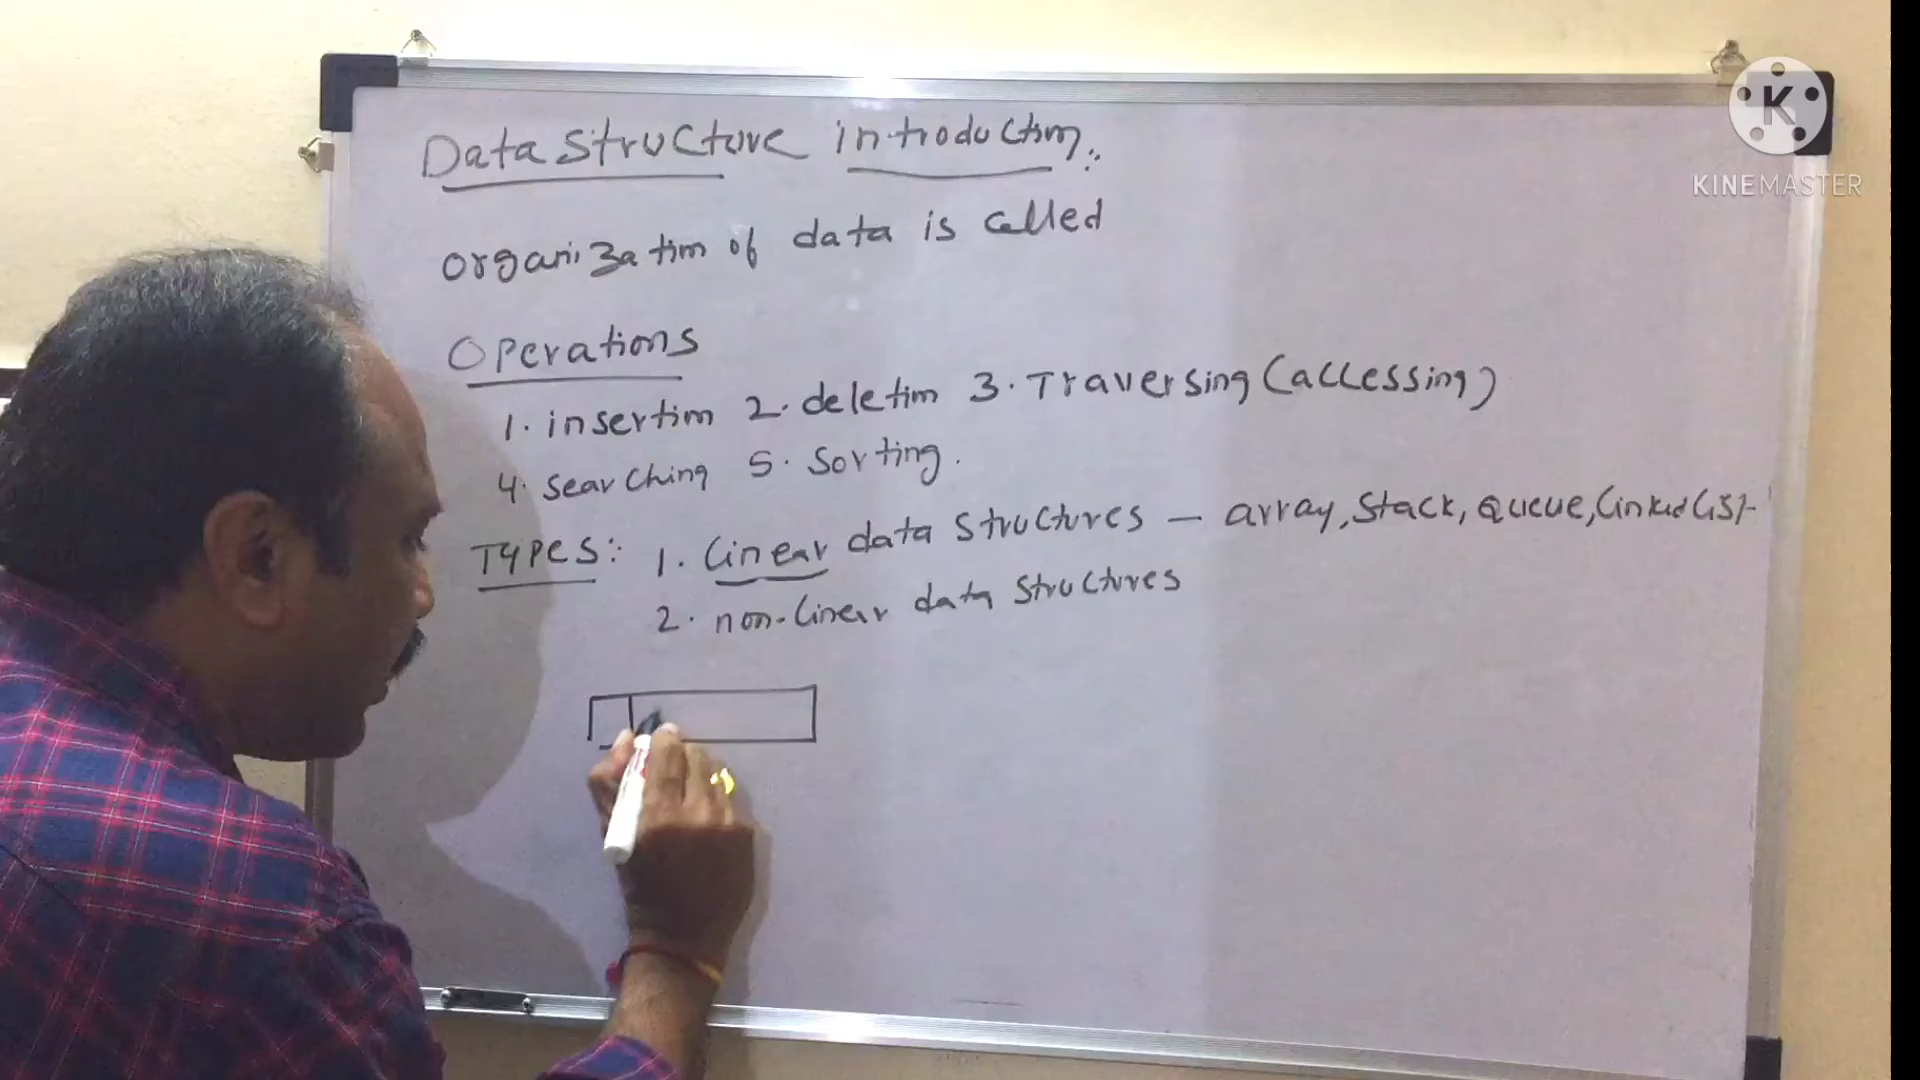 Data Structure introduction:
organization of data is called
Operations
1. insertion 2. deletion 3. Traversing (accessing)
4. searching 5. sorting.
TYPES: 1. linear data structures - array, stack, Queue, linked list
2. non-linear data structures
K
KINEMASTER